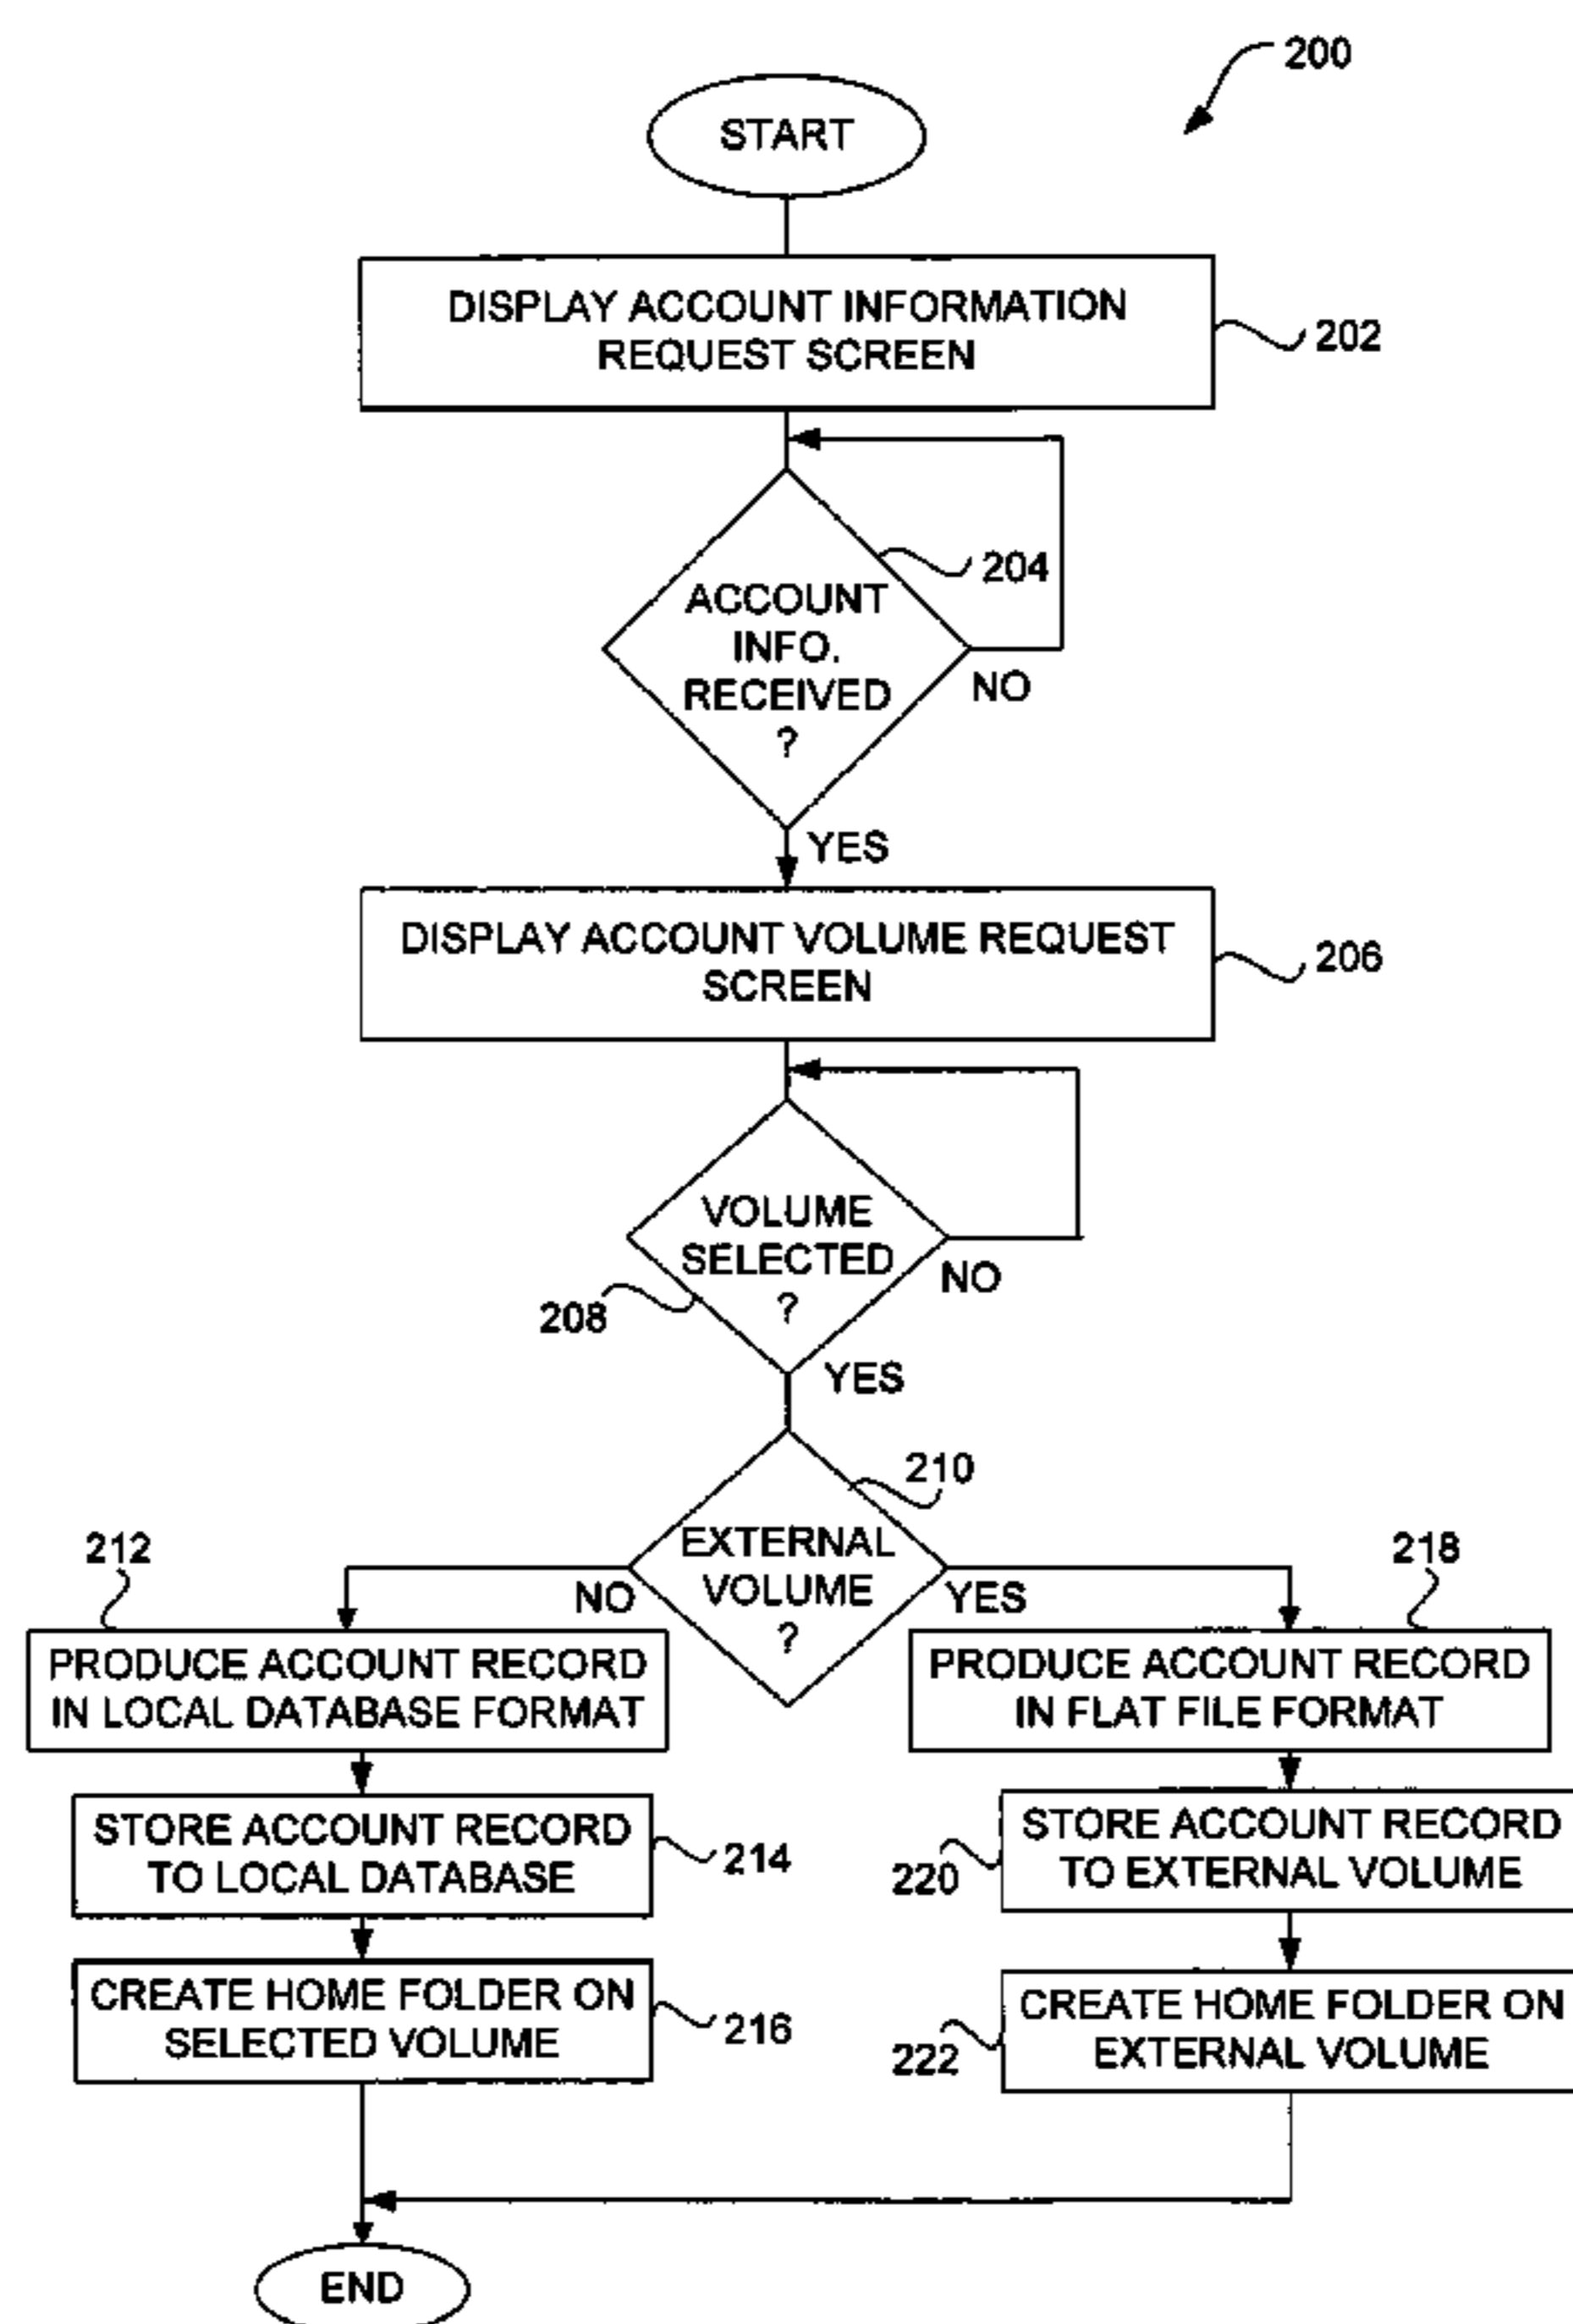 200
START
DISPLAY ACCOUNT INFORMATION
REQUEST SCREEN
202
204
ACCOUNT
INFO.
RECEIVED
?
NO
YES
DISPLAY ACCOUNT VOLUME REQUEST
SCREEN
206
VOLUME
SELECTED
?
NO
208
YES
210
EXTERNAL
VOLUME
?
NO
YES
212
PRODUCE ACCOUNT RECORD
IN LOCAL DATABASE FORMAT
218
PRODUCE ACCOUNT RECORD
IN FLAT FILE FORMAT
STORE ACCOUNT RECORD
TO LOCAL DATABASE
214
220
STORE ACCOUNT RECORD
TO EXTERNAL VOLUME
CREATE HOME FOLDER ON
SELECTED VOLUME
216
222
CREATE HOME FOLDER ON
EXTERNAL VOLUME
END